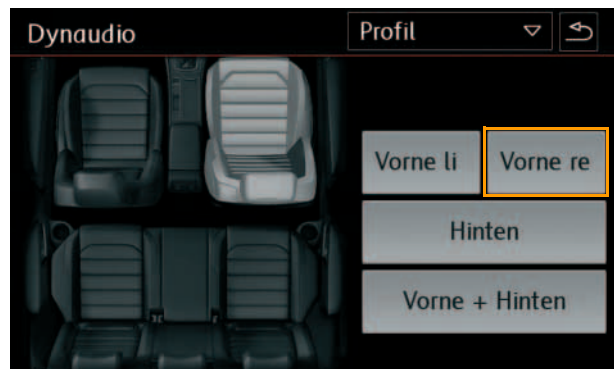 Dynaudio
Profil
Vorne li
Vorne re
Hinten
Vorne + Hinten